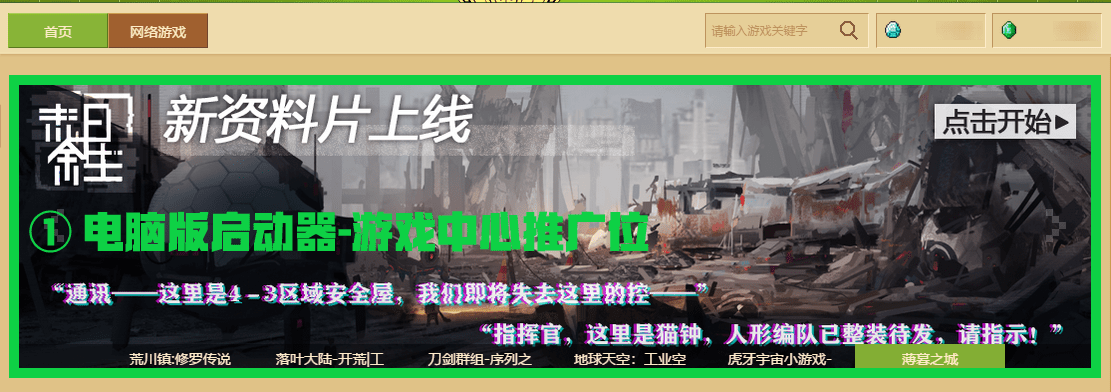 首页
网络游戏
请输入游戏关键字
相
余生
新资料片上线
点击开始▶
① 电脑版启动器-游戏中心推广位
“通讯——这里是4-3区域安全屋，我们即将失去这里的控——”
“指挥官，这里是猫钟，人形编队已整装待发，请指示！”
荒川镇:修罗传说
落叶大陆-开荒|工
刀剑群组-序列之
地球天空：工业空
虎牙宇宙小游戏-
薄暮之城